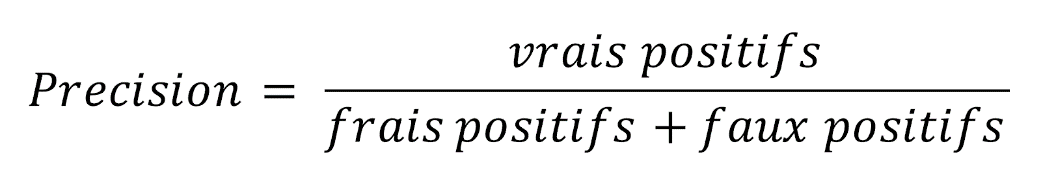 Precision = vrais positifs
frais positifs + faux positifs